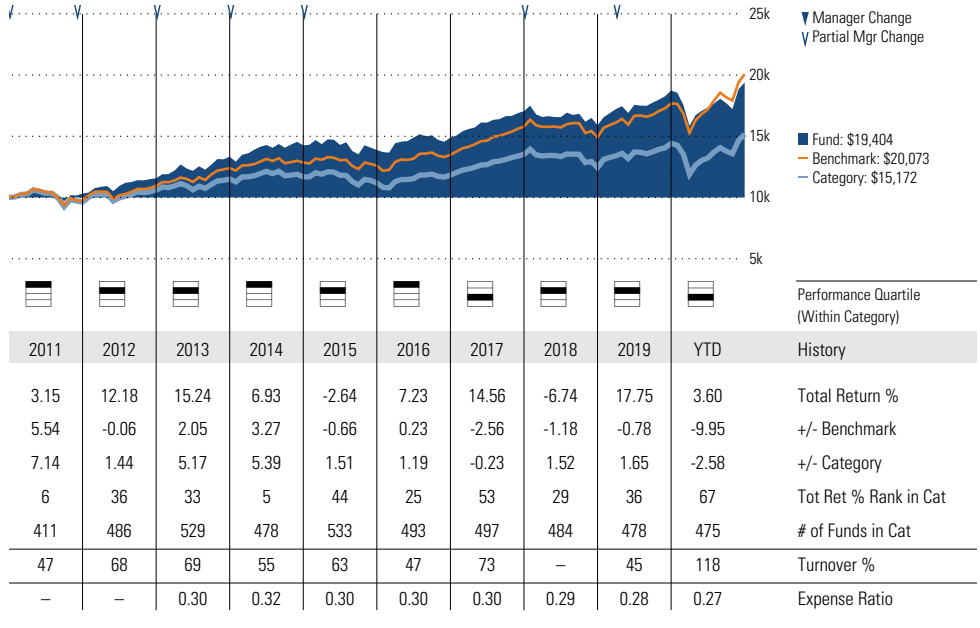 25k
20k
15k
10k
5k
Manager Change
Partial Mgr Change
Fund: $19,404
Benchmark: $20,073
Category: $15,172
Performance Quartile
(Within Category)
2011 2012 2013 2014 2015 2016 2017 2018 2019 YTD History
3.15 12.18 15.24 6.93 -2.64 7.23 14.56 -6.74 17.75 3.60 Total Return %
5.54 -0.06 2.05 3.27 -0.66 0.23 -2.56 -1.18 -0.78 -9.95 +/- Benchmark
7.14 1.44 5.17 5.39 1.51 1.19 -0.23 1.52 1.65 -2.58 +/- Category
6 36 33 5 44 25 53 29 36 67 Tot Ret % Rank in Cat
411 486 529 478 533 493 497 484 478 475 # of Funds in Cat
47 68 69 55 63 47 73 – 45 118 Turnover %
– – 0.30 0.32 0.30 0.30 0.30 0.29 0.28 0.27 Expense Ratio